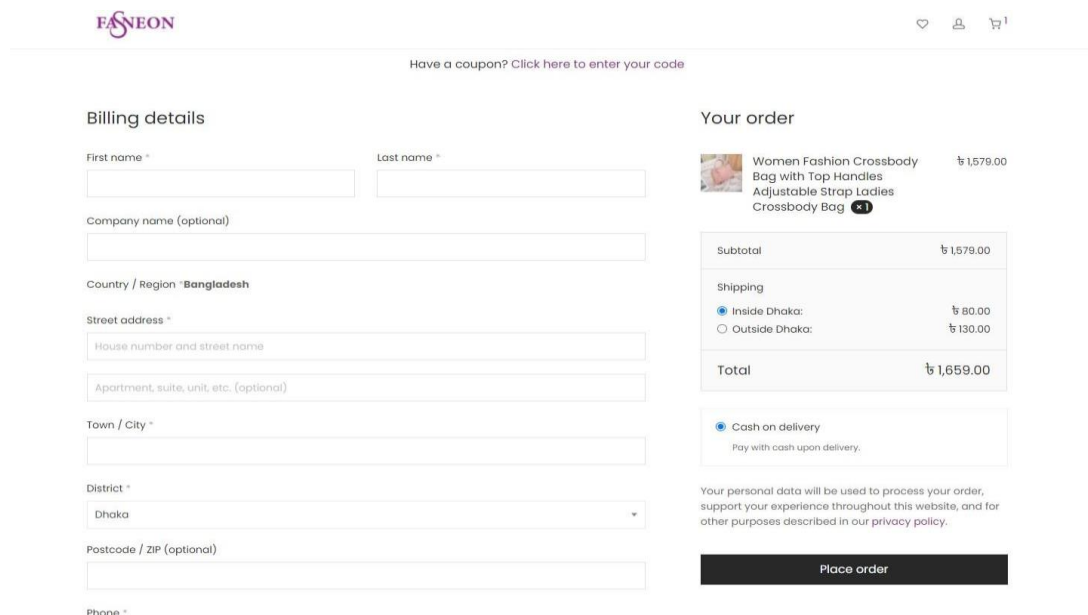 FASNEON
1
Have a coupon? Click here to enter your code
Billing details
First name *
Last name *
Company name (optional)
Country / Region *Bangladesh
Street address *
House number and street name
Apartment, suite, unit, etc. (optional)
Town / City *
District *
Dhaka
Postcode / ZIP (optional)
Phone *
Your order
Women Fashion Crossbody
Bag with Top Handles
Adjustable Strap Ladies
Crossbody Bag × 1
৳ 1,579.00
Subtotal ৳ 1,579.00
Shipping
Inside Dhaka: ৳ 80.00
Outside Dhaka: ৳ 130.00
Total ৳ 1,659.00
Cash on delivery
Pay with cash upon delivery.
Your personal data will be used to process your order,
support your experience throughout this website, and for
other purposes described in our privacy policy.
Place order